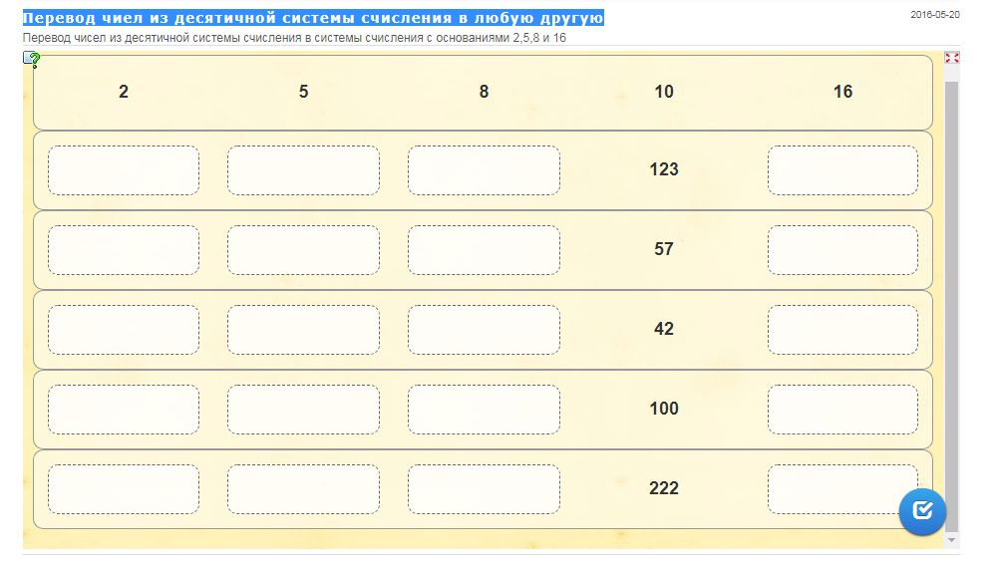 Перевод чиел из десятичной системы счисления в любую другую
2016-05-20
Перевод чисел из десятичной системы счисления в системы счисления с основаниями 2,5,8 и 16
2 5 8 10 16
123
57
42
100
222